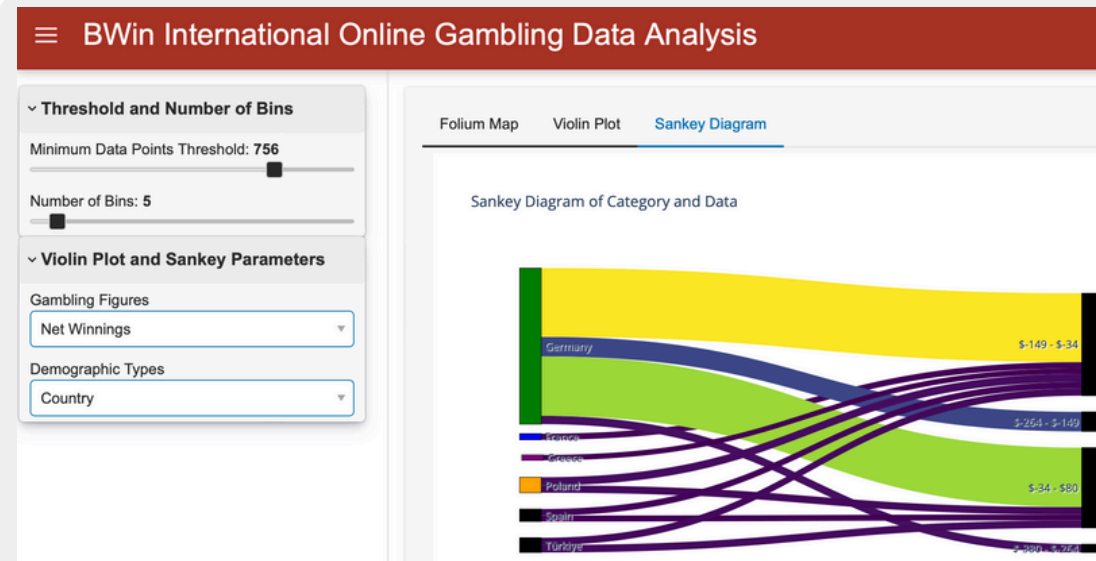 BWin International Online Gambling Data Analysis
Threshold and Number of Bins
Minimum Data Points Threshold: 756
Number of Bins: 5
Violin Plot and Sankey Parameters
Gambling Figures
Net Winnings
Demographic Types
Country
Folium Map Violin Plot Sankey Diagram
Sankey Diagram of Category and Data
Germany
France
Greece
Poland
Spain
Türkiye
$-149 - $-34
$-264 - $-149
$-34 - $80
$-380 - $-264